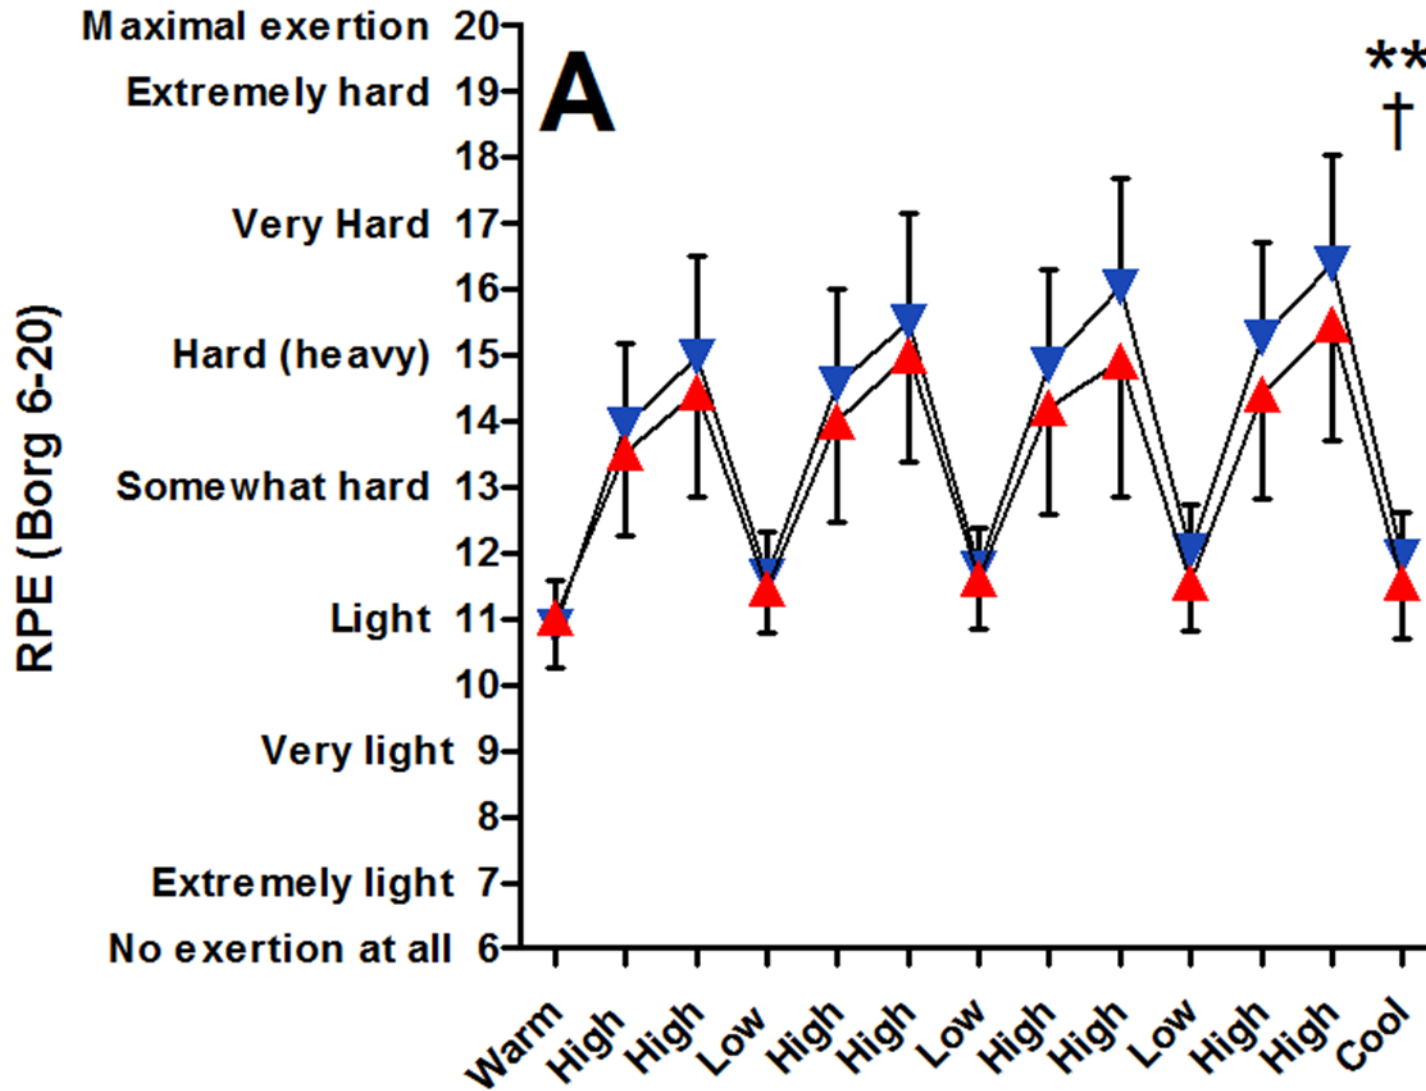 Maximal exertion 20
Extremely hard 19
18
Very Hard 17
16
Hard (heavy) 15
14
Somewhat hard 13
12
Light 11
10
Very light 9
8
Extremely light 7
No exertion at all 6
RPE (Borg 6-20)
A
**
†
Warm
High
High
Low
High
High
Low
High
High
Low
High
High
Cool